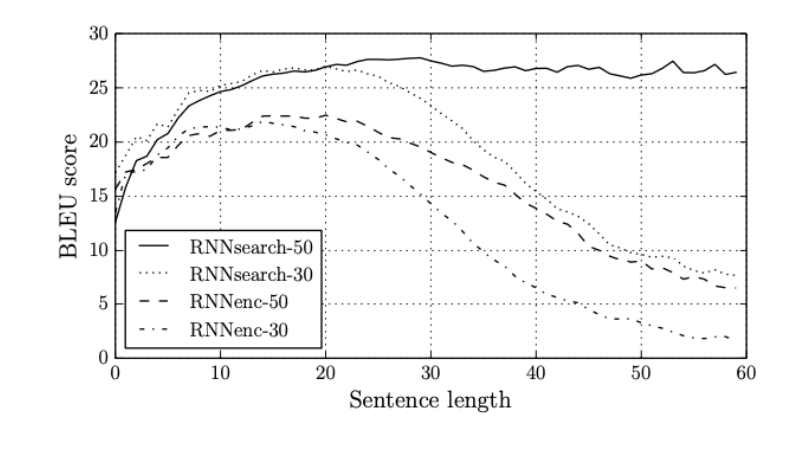 30
25
20
15
10
5
0
BLEU score
RNNsearch-50
RNNsearch-30
RNNenc-50
RNNenc-30
0 10 20 30 40 50 60
Sentence length